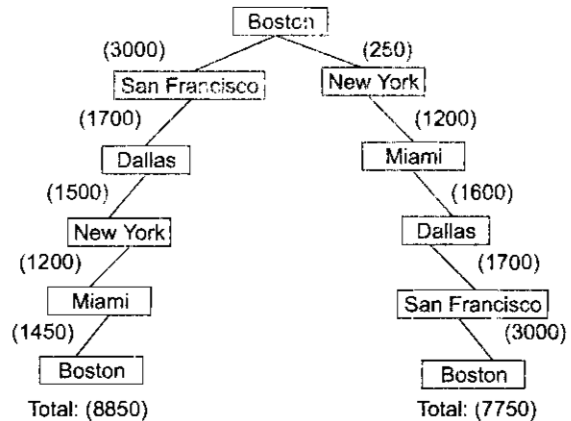 Boston
(3000) (250)
San Francisco New York
(1700) (1200)
Dallas Miami
(1500) (1600)
New York Dallas
(1200) (1700)
Miami San Francisco
(1450) (3000)
Boston Boston
Total: (8850) Total: (7750)